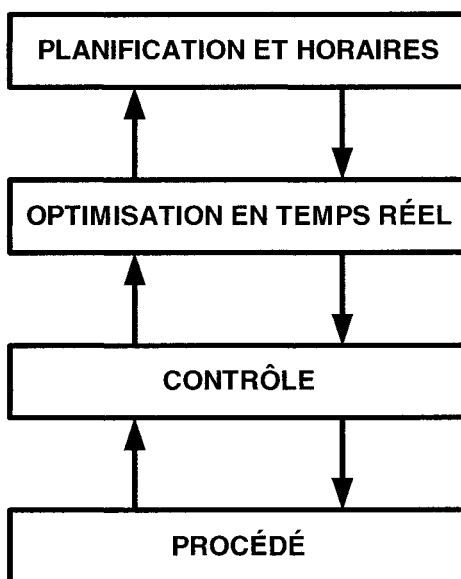 PLANIFICATION ET HORAIRES
OPTIMISATION EN TEMPS RÉEL
CONTRÔLE
PROCÉDÉ